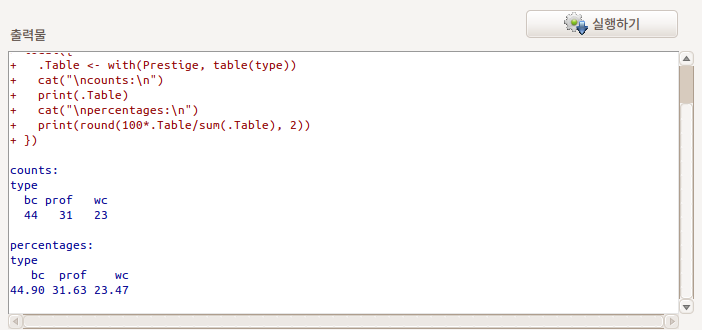 실행하기
출력물
+   .Table <- with(Prestige, table(type))
+   cat("\ncounts:\n")
+   print(.Table)
+   cat("\npercentages:\n")
+   print(round(100*.Table/sum(.Table), 2))
+ })
counts:
type
  bc prof   wc
  44   31   23
percentages:
type
   bc  prof    wc
44.90 31.63 23.47